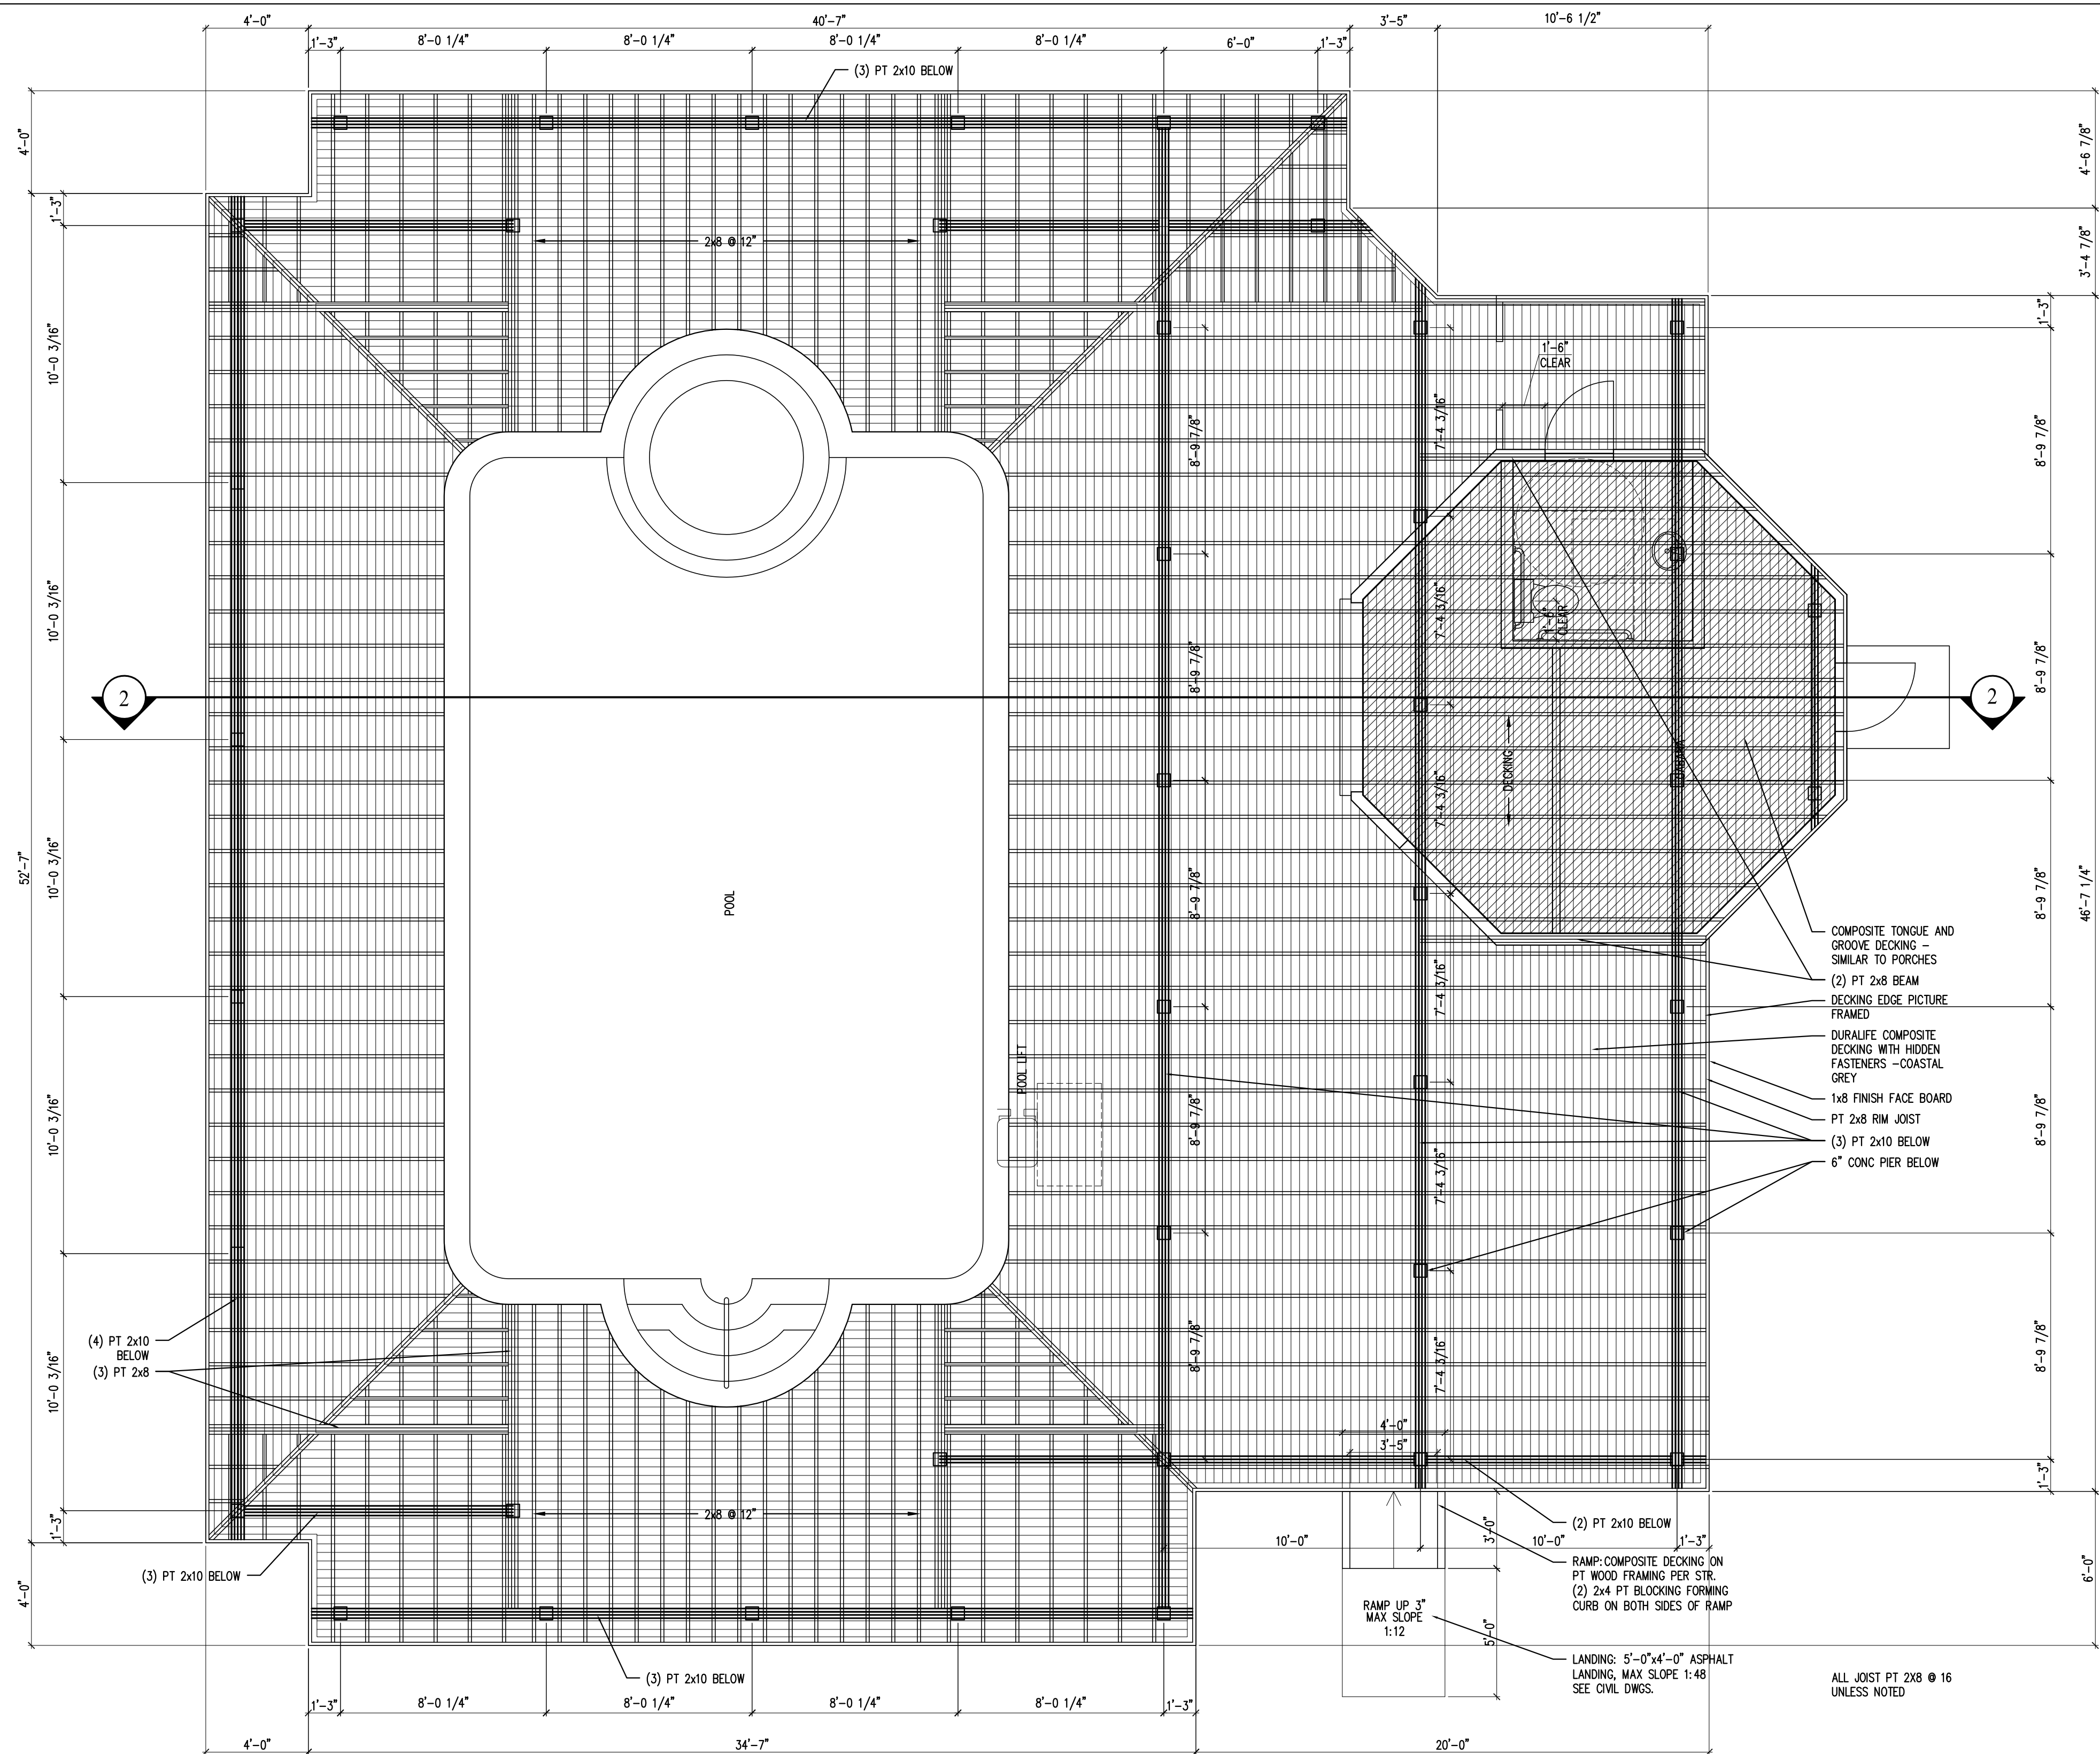 4'-0"
40'-7"
3'-5"
10'-6 1/2"
1'-3"
8'-0 1/4"
8'-0 1/4"
8'-0 1/4"
8'-0 1/4"
6'-0"
1'-3"
(3) PT 2x10 BELOW
4'-0"
1'-3"
10'-0 3/16"
10'-0 3/16"
10'-0 3/16"
10'-0 3/16"
10'-0 3/16"
1'-3"
52'-7"
4'-0"
2x8 @ 12"
4'-6 7/8"
3'-4 7/8"
1'-3"
1'-6"
CLEAR
8'-9 7/8"
8'-9 7/8"
8'-9 7/8"
8'-9 7/8"
8'-9 7/8"
7'-4 3/16"
7'-4 3/16"
7'-4 3/16"
7'-4 3/16"
7'-4 3/16"
7'-4 3/16"
8'-9 7/8"
8'-9 7/8"
8'-9 7/8"
8'-9 7/8"
8'-9 7/8"
46'-7 1/4"
1'-6"
CLEAR
2
2
DECKING
POOL
POOL LIFT
COMPOSITE TONGUE AND
GROOVE DECKING –
SIMILAR TO PORCHES
(2) PT 2x8 BEAM
DECKING EDGE PICTURE
FRAMED
DURALIFE COMPOSITE
DECKING WITH HIDDEN
FASTENERS –COASTAL
GREY
1x8 FINISH FACE BOARD
PT 2x8 RIM JOIST
(3) PT 2x10 BELOW
6" CONC PIER BELOW
(4) PT 2x10
BELOW
(3) PT 2x8
4'-0"
3'-5"
1'-3"
2x8 @ 12"
(2) PT 2x10 BELOW
3'-0"
10'-0"
10'-0"
1'-3"
RAMP: COMPOSITE DECKING ON
PT WOOD FRAMING PER STR.
(2) 2x4 PT BLOCKING FORMING
CURB ON BOTH SIDES OF RAMP
6'-0"
(3) PT 2x10 BELOW
RAMP UP 3"
MAX SLOPE
1:12
5'-0"
LANDING: 5'-0"x4'-0" ASPHALT
LANDING, MAX SLOPE 1:48
SEE CIVIL DWGS.
ALL JOIST PT 2X8 @ 16
UNLESS NOTED
(3) PT 2x10 BELOW
1'-3"
8'-0 1/4"
8'-0 1/4"
8'-0 1/4"
8'-0 1/4"
1'-3"
4'-0"
34'-7"
20'-0"